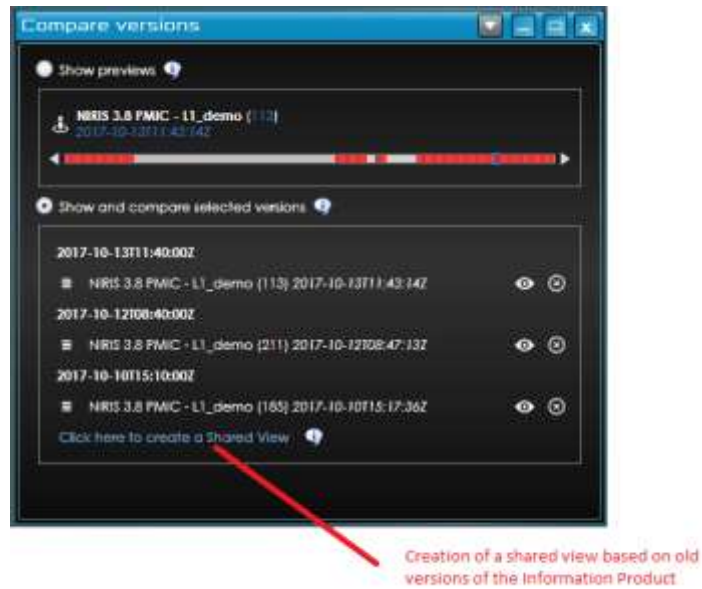 Compare versions
Show previews
NIRIS 3.8 PMIC - L1_demo (113)
2017-10-13T11:43:14Z
Show and compare selected versions
2017-10-13T11:40:00Z
NIRIS 3.8 PMIC - L1_demo (113) 2017-10-13T11:43:14Z
2017-10-12T08:40:00Z
NIRIS 3.8 PMIC - L1_demo (211) 2017-10-12T08:47:13Z
2017-10-10T15:10:00Z
NIRIS 3.8 PMIC - L1_demo (185) 2017-10-10T15:17:36Z
Click here to create a Shared View
Creation of a shared view based on old
versions of the Information Product